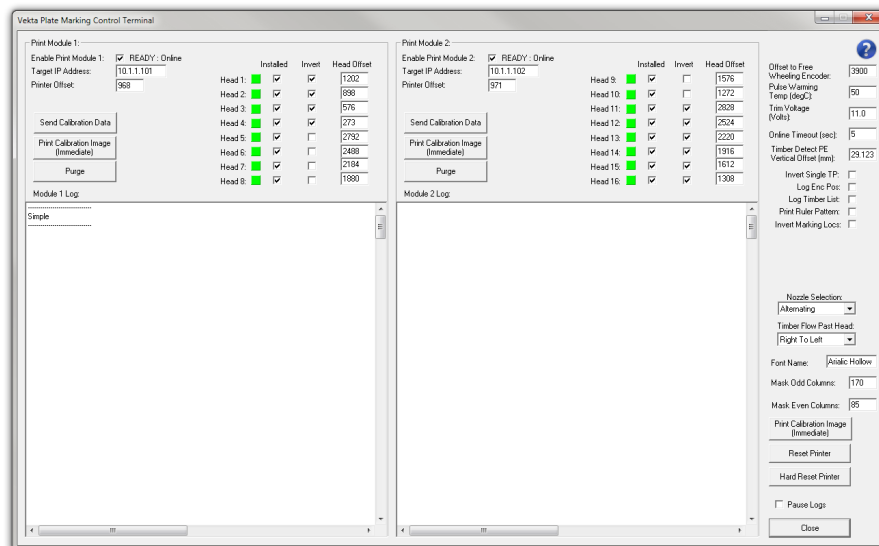 Vekta Plate Marking Control Terminal
Print Module 1:
Enable Print Module 1: READY : Online
Target IP Address: 10.1.1.101
Printer Offset: 968
Installed Invert Head Offset
Head 1: 1202
Head 2: 898
Head 3: 576
Head 4: 273
Head 5: 2792
Head 6: 2488
Head 7: 2184
Head 8: 1880
Send Calibration Data
Print Calibration Image
(Immediate)
Purge
Module 1 Log:
------------------------------
Simple
------------------------------
Print Module 2:
Enable Print Module 2: READY : Online
Target IP Address: 10.1.1.102
Printer Offset: 971
Installed Invert Head Offset
Head 9: 1576
Head 10: 1272
Head 11: 2828
Head 12: 2524
Head 13: 2220
Head 14: 1916
Head 15: 1612
Head 16: 1308
Send Calibration Data
Print Calibration Image
(Immediate)
Purge
Module 2 Log:
?
Offset to Free
Wheeling Encoder: 3900
Pulse Warming
Temp (degC): 50
Trim Voltage
(Volts): 11.0
Online Timeout (sec): 5
Timber Detect PE
Vertical Offset (mm): 29.123
Invert Single TP:
Log Enc Pos:
Log Timber List:
Print Ruler Pattern:
Invert Marking Locs:
Nozzle Selection:
Alternating
Timber Flow Past Head:
Right To Left
Font Name: Arialic Hollow
Mask Odd Columns: 170
Mask Even Columns: 85
Print Calibration Image
(Immediate)
Reset Printer
Hard Reset Printer
Pause Logs
Close